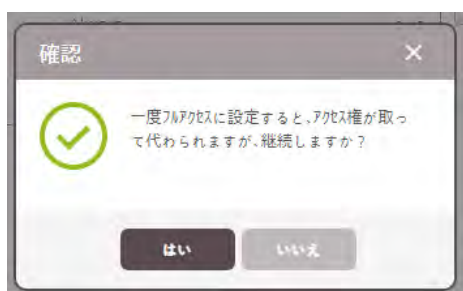 確認
一度ﾌﾙｱｸｾｽに設定すると､ｱｸｾｽ権が取っ
て代わられますが､継続しますか？
はい
いいえ